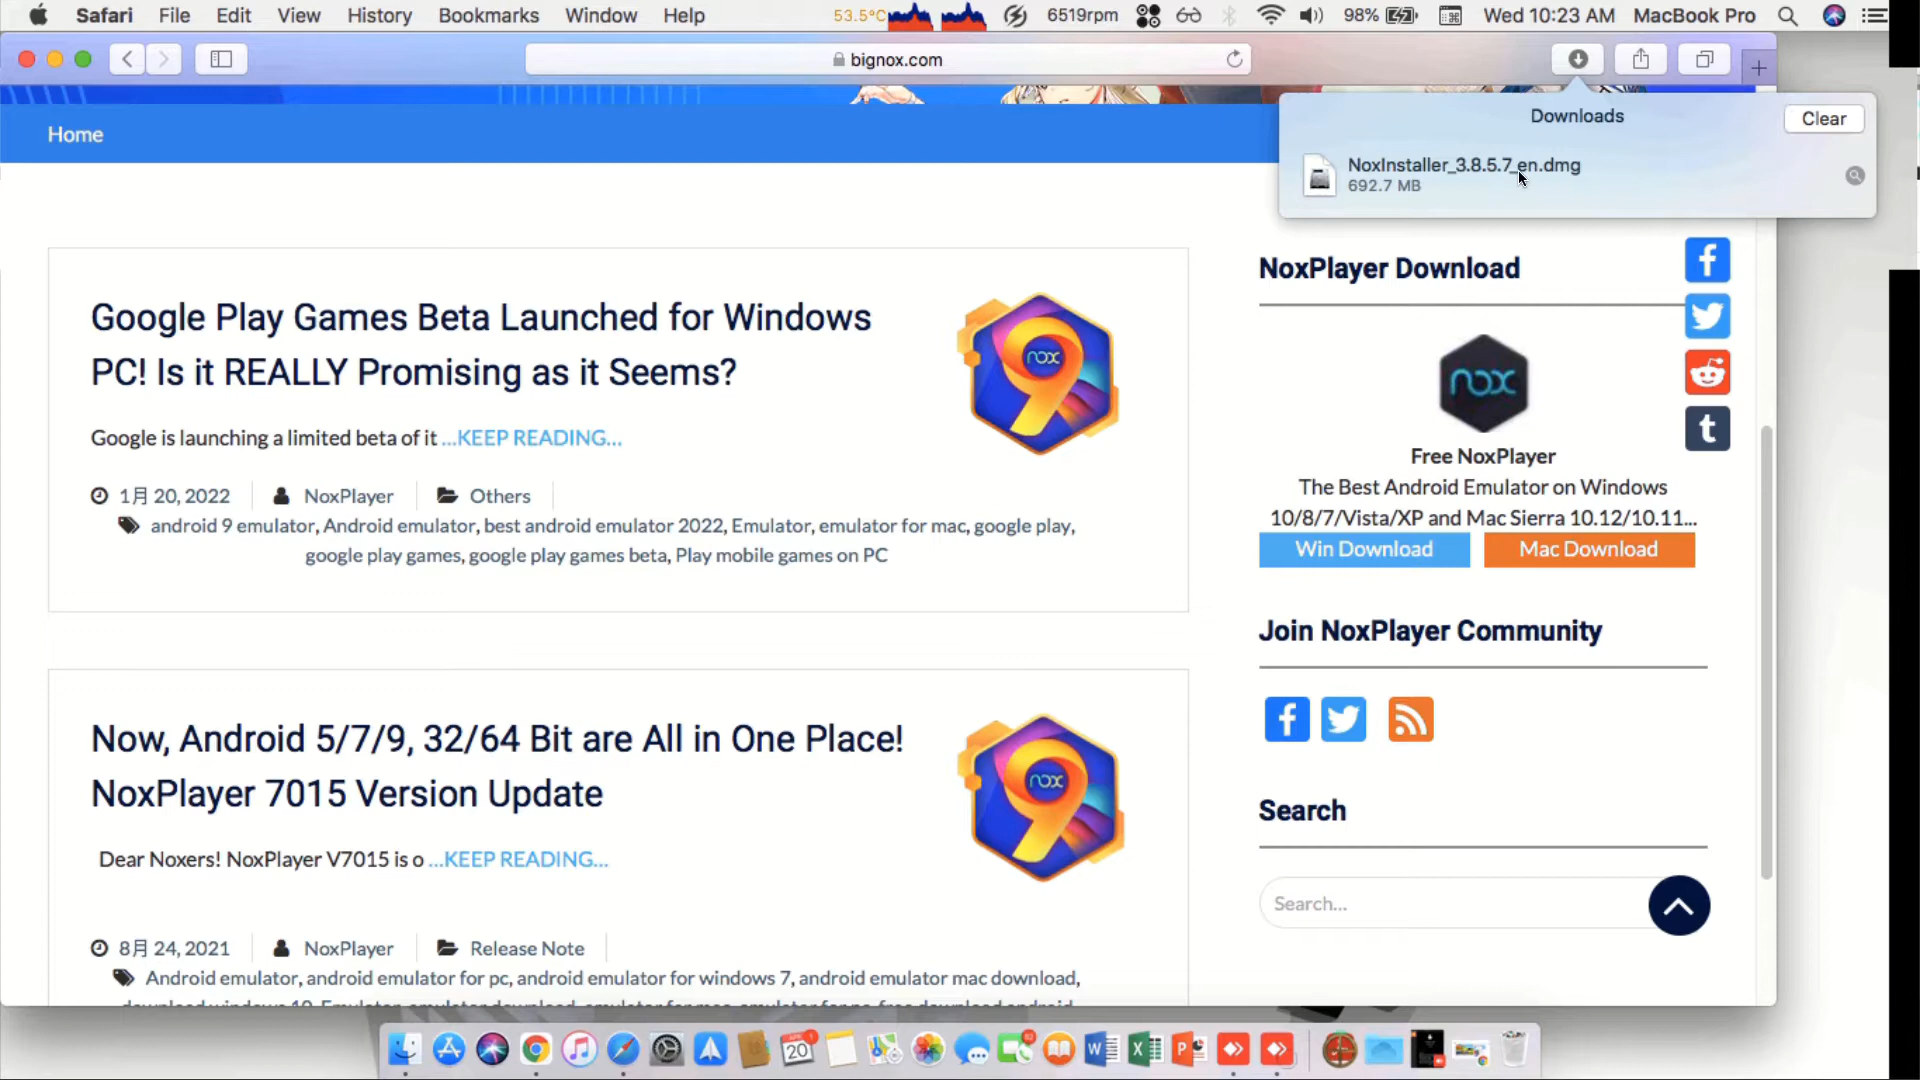 Safari File Edit View History Bookmarks Window Help 53.5°C 6519rpm 98% Wed 10:23 AM MacBook Pro
bignox.com
Downloads
Clear
NoxInstaller_3.8.5.7_en.dmg
692.7 MB
Home
Google Play Games Beta Launched for Windows
PC! Is it REALLY Promising as it Seems?
Google is launching a limited beta of it ...KEEP READING...
1月 20, 2022 NoxPlayer Others
android 9 emulator, Android emulator, best android emulator 2022, Emulator, emulator for mac, google play,
google play games, google play games beta, Play mobile games on PC
nox
Now, Android 5/7/9, 32/64 Bit are All in One Place!
NoxPlayer 7015 Version Update
Dear Noxers! NoxPlayer V7015 is o ...KEEP READING...
8月 24, 2021 NoxPlayer Release Note
Android emulator, android emulator for pc, android emulator for windows 7, android emulator mac download,
nox
NoxPlayer Download
nox
Free NoxPlayer
The Best Android Emulator on Windows
10/8/7/Vista/XP and Mac Sierra 10.12/10.11...
Win Download
Mac Download
Join NoxPlayer Community
Search
Search...
20